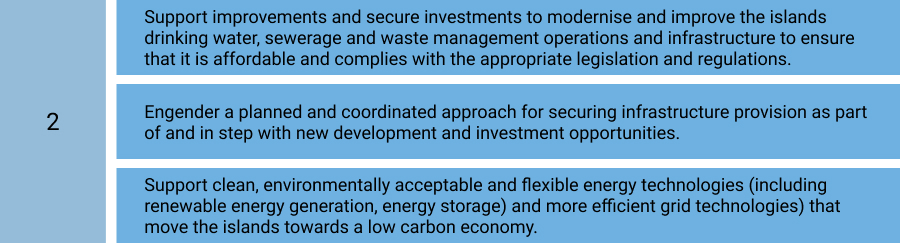 Support improvements and secure investments to modernise and improve the islands
drinking water, sewerage and waste management operations and infrastructure to ensure
that it is affordable and complies with the appropriate legislation and regulations.
2
Engender a planned and coordinated approach for securing infrastructure provision as part
of and in step with new development and investment opportunities.
Support clean, environmentally acceptable and flexible energy technologies (including
renewable energy generation, energy storage) and more efficient grid technologies) that
move the islands towards a low carbon economy.